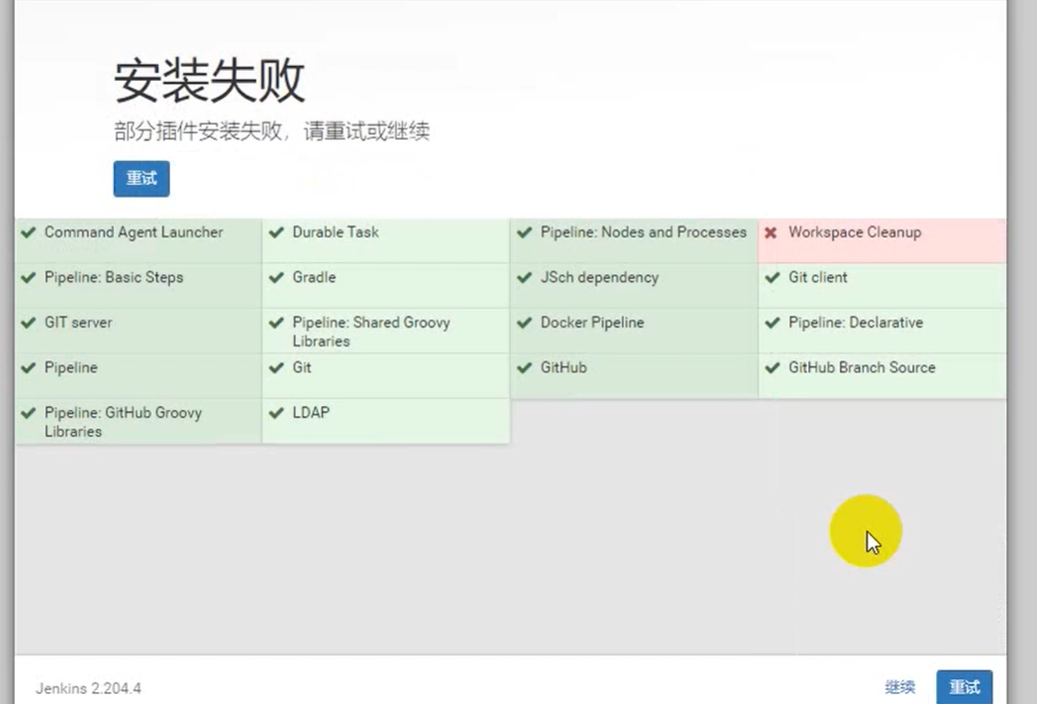 安装失败
部分插件安装失败，请重试或继续
重试
Command Agent Launcher
Durable Task
Pipeline: Nodes and Processes
Workspace Cleanup
Pipeline: Basic Steps
Gradle
JSch dependency
Git client
GIT server
Pipeline: Shared Groovy
Libraries
Docker Pipeline
Pipeline: Declarative
Pipeline
Git
GitHub
GitHub Branch Source
Pipeline: GitHub Groovy
Libraries
LDAP
Jenkins 2.204.4
继续
重试